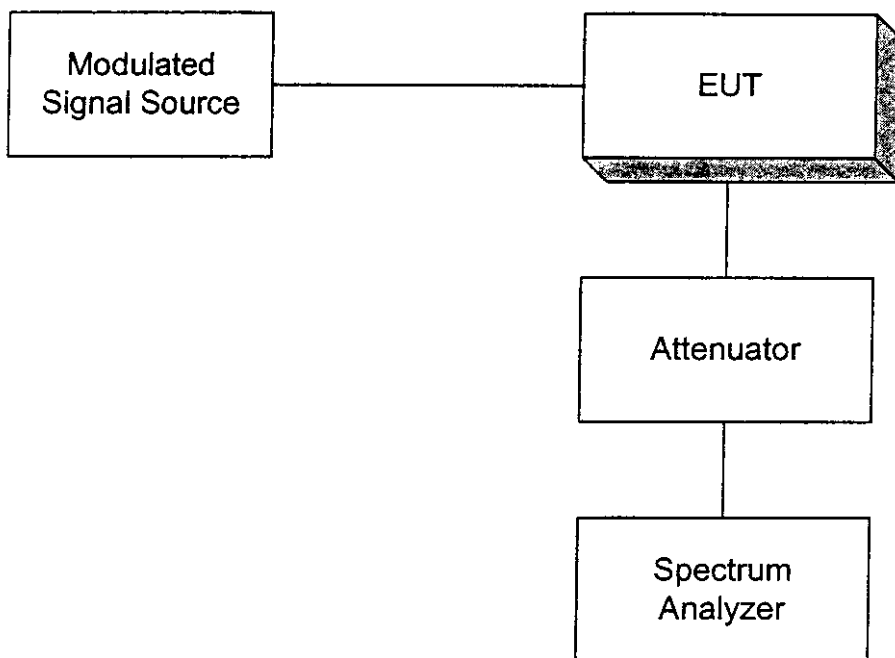 Modulated
Signal Source
EUT
Attenuator
Spectrum
Analyzer